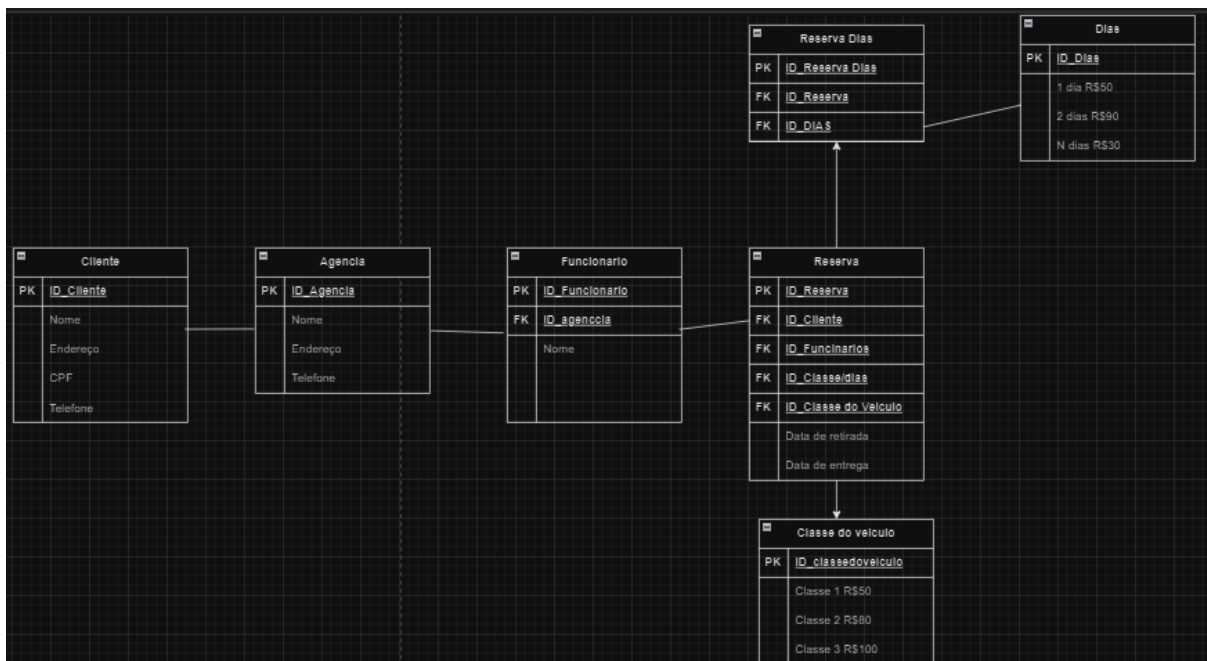 Reserva Dias
PK ID_Reserva Dias
FK ID_Reserva
FK ID_DIAS
Dias
PK ID_Dias
1 dia R$50
2 dias R$90
N dias R$30
Cliente
PK ID_Cliente
Nome
Endereço
CPF
Telefone
Agencia
PK ID_Agencia
Nome
Endereço
Telefone
Funcionario
PK ID_Funcionario
FK ID_agenccia
Nome
Reserva
PK ID_Reserva
FK ID_Cliente
FK ID_Funcinarios
FK ID_Classe/dias
FK ID_Classe do Veiculo
Data de retirada
Data de entrega
Classe do veiculo
PK ID_classedoveiculo
Classe 1 R$50
Classe 2 R$80
Classe 3 R$100